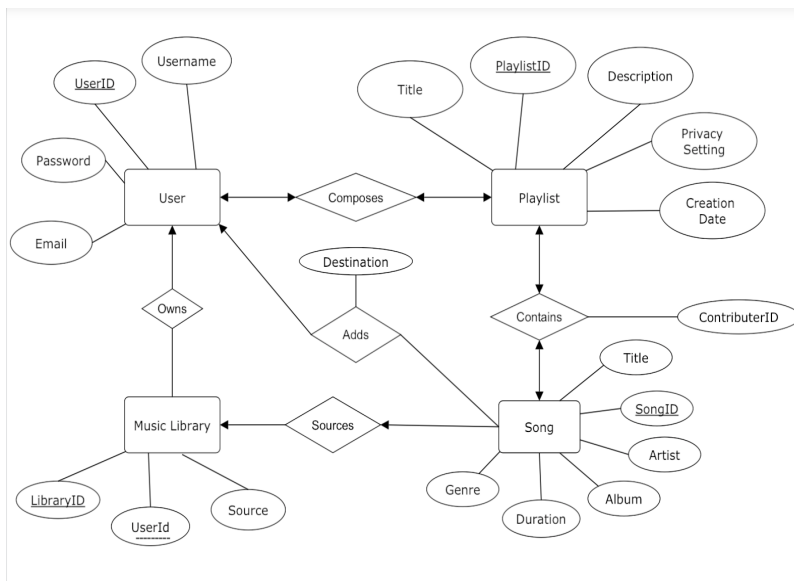 Username
UserID
PlaylistID
Description
Title
Privacy
Setting
Password
User
Composes
Playlist
Creation
Date
Email
Destination
Owns
Contains
ContributerID
Adds
Title
SongID
Music Library
Sources
Song
Artist
Genre
Album
LibraryID
Source
Duration
UserId